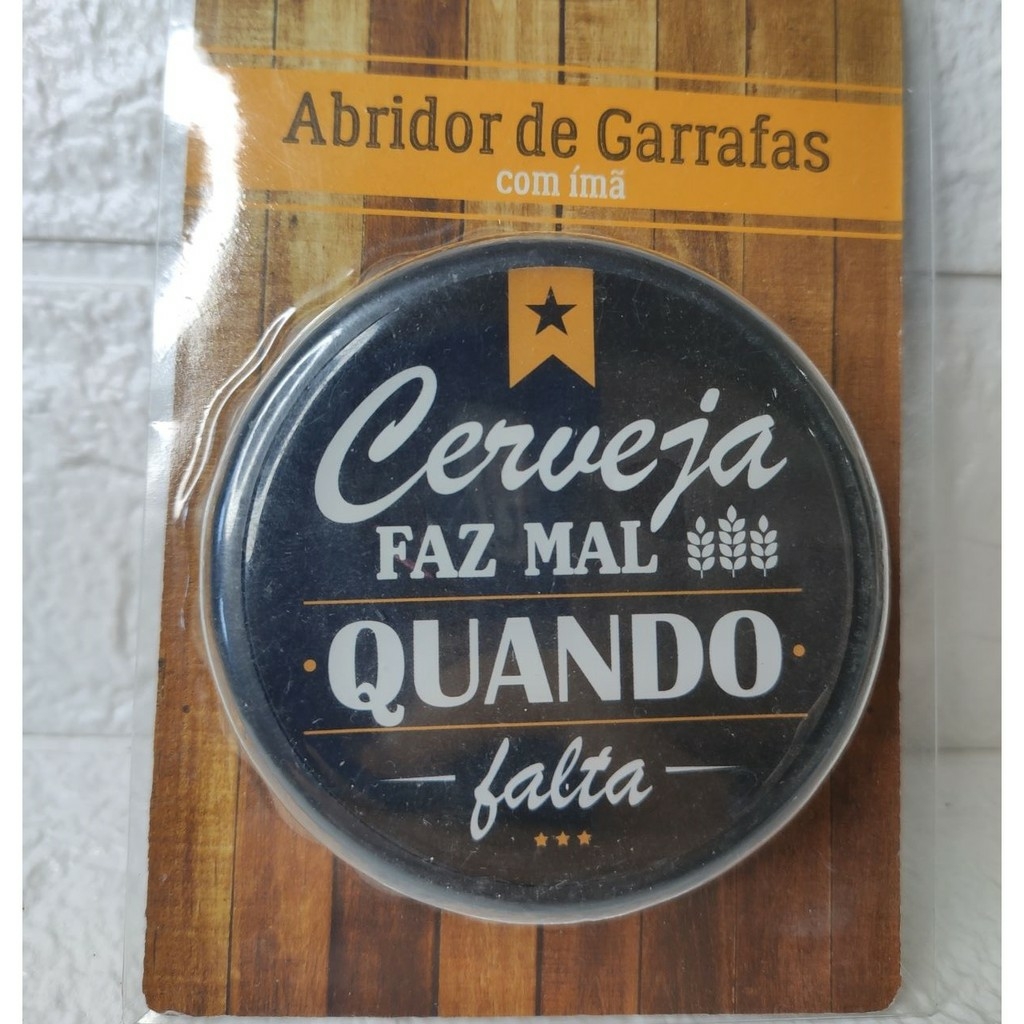 Abridor de Garrafas
com ímã
Cerveja
FAZ MAL
QUANDO
falta